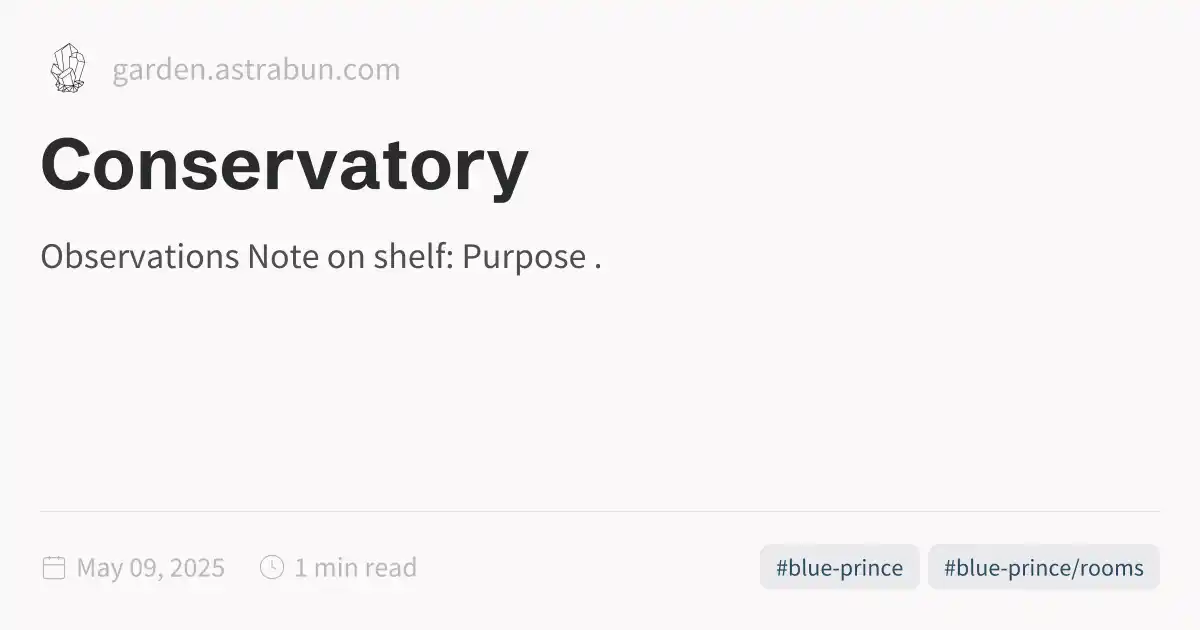 garden.astrabun.com
Conservatory
Observations Note on shelf: Purpose .
May 09, 2025 1 min read #blue-prince #blue-prince/rooms